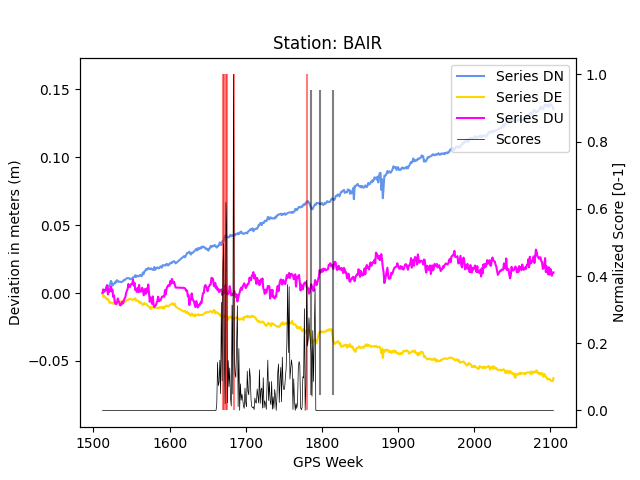 Station: BAIR
Series DN
Series DE
Series DU
Scores
0.15
0.10
0.05
0.00
−0.05
1.0
0.8
0.6
0.4
0.2
0.0
Deviation in meters (m)
Normalized Score [0-1]
1500 1600 1700 1800 1900 2000 2100
GPS Week